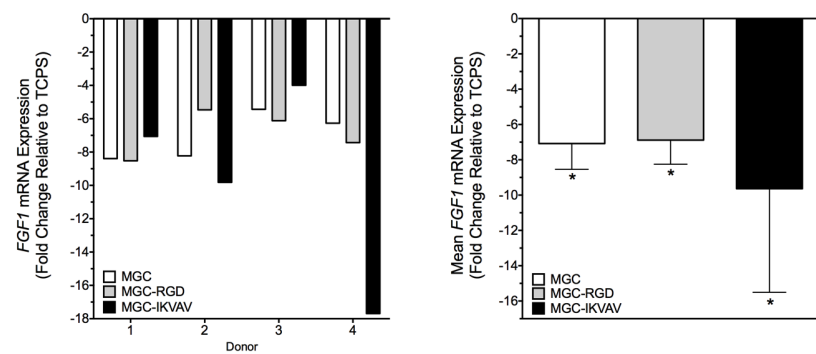 FGF1 mRNA Expression
(Fold Change Relative to TCPS)
0
-2
-4
-6
-8
-10
-12
-14
-16
-18
MGC
MGC-RGD
MGC-IKVAV
1
2
3
4
Donor
Mean FGF1 mRNA Expression
(Fold Change Relative to TCPS)
0
-2
-4
-6
-8
-10
-12
-14
-16
*
*
*
MGC
MGC-RGD
MGC-IKVAV